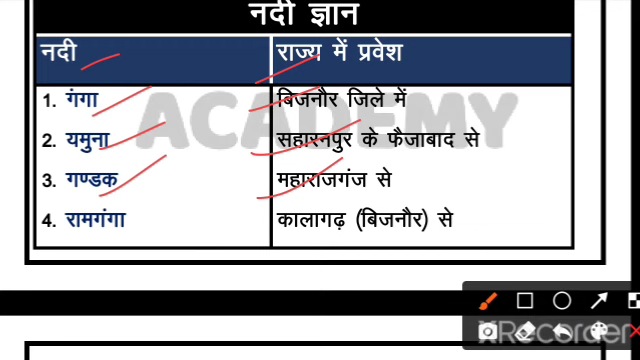 नदी ज्ञान
नदी राज्य में प्रवेश
1. गंगा बिजनौर जिले में
2. यमुना सहारनपुर के फैजाबाद से
3. गण्डक महाराजगंज से
4. रामगंगा कालागढ़ (बिजनौर) से
ACADEMY
XRecorder